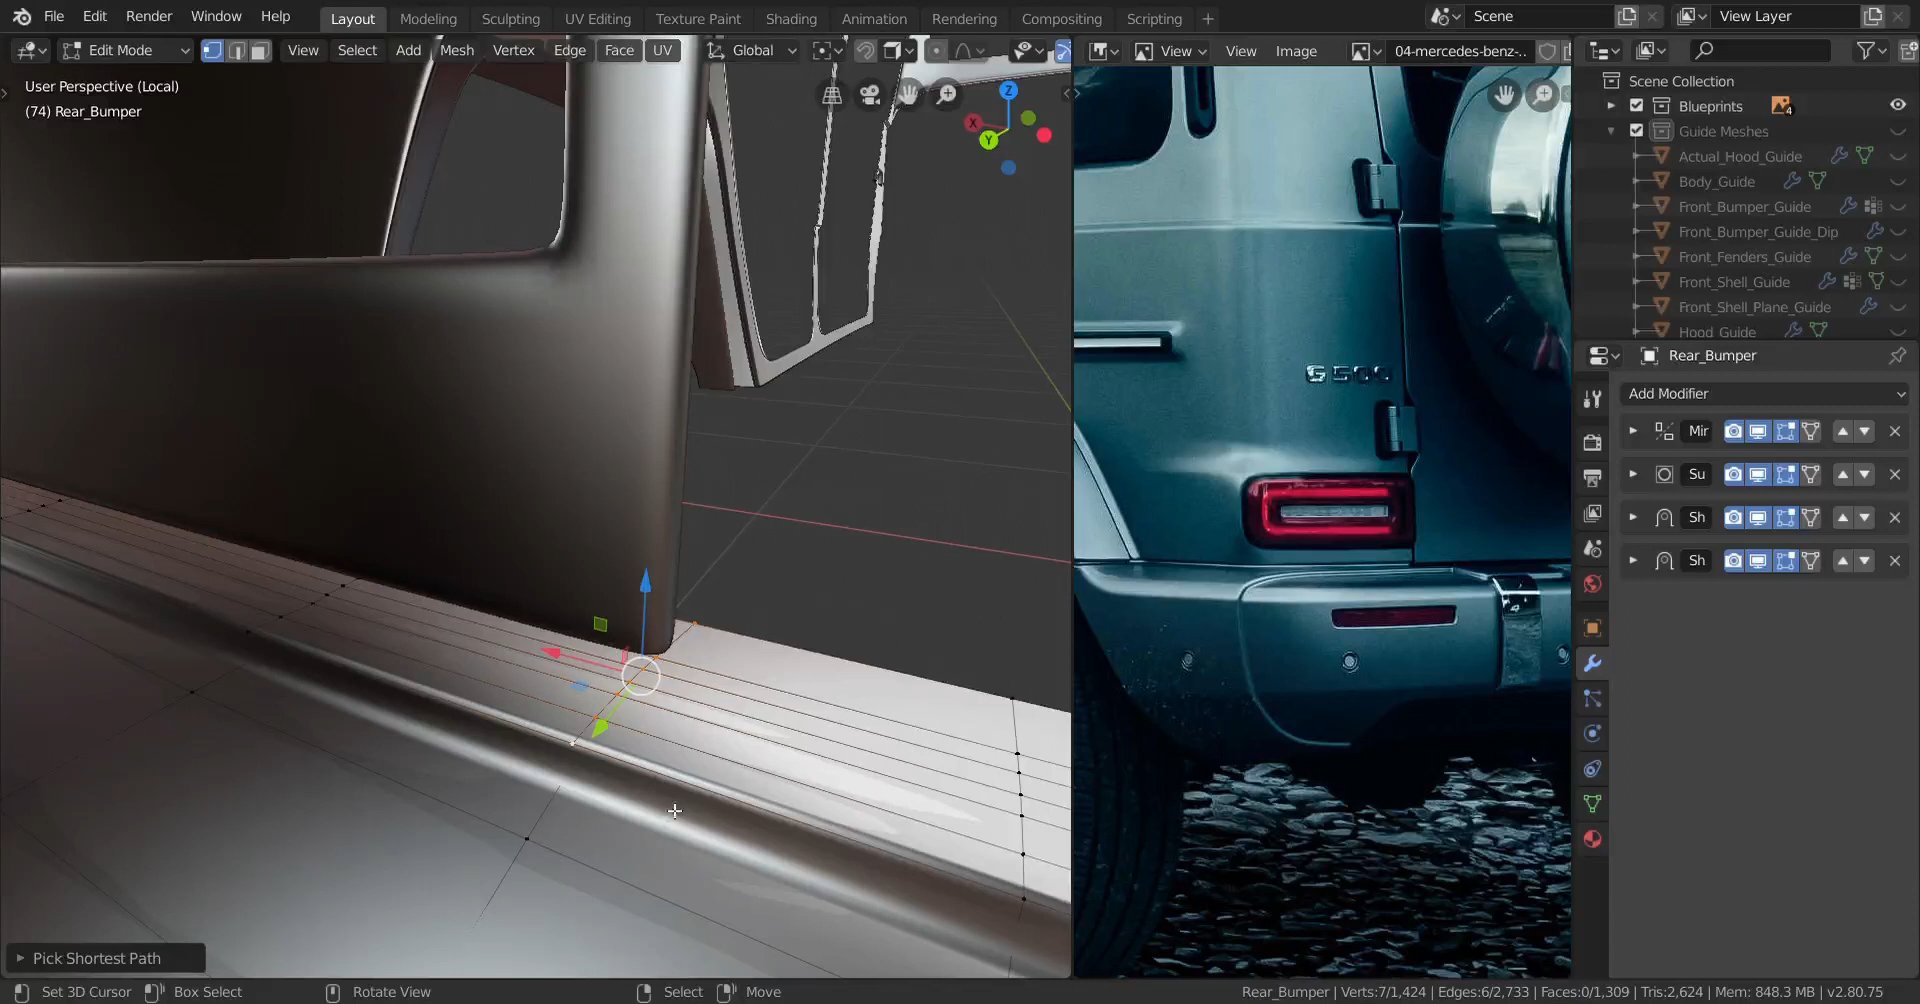 File Edit Render Window Help Layout Modeling Sculpting UV Editing Texture Paint Shading Animation Rendering Compositing Scripting Scene View Layer
Edit Mode View Select Add Mesh Vertex Edge Face UV Global
View View Image 04-mercedes-benz-..
User Perspective (Local)
(74) Rear_Bumper
Z
X
Y
G 500
Scene Collection
Blueprints 4
Guide Meshes
Actual_Hood_Guide
Body_Guide
Front_Bumper_Guide
Front_Bumper_Guide_Dip
Front_Fenders_Guide
Front_Shell_Guide
Front_Shell_Plane_Guide
Hood_Guide
Rear_Bumper
Add Modifier
Mir
Su
Sh
Sh
Pick Shortest Path
Set 3D Cursor Box Select Rotate View Select Move
Rear_Bumper | Verts:7/1,424 | Edges:6/2,733 | Faces:0/1,309 | Tris:2,624 | Mem: 848.3 MB | v2.80.75